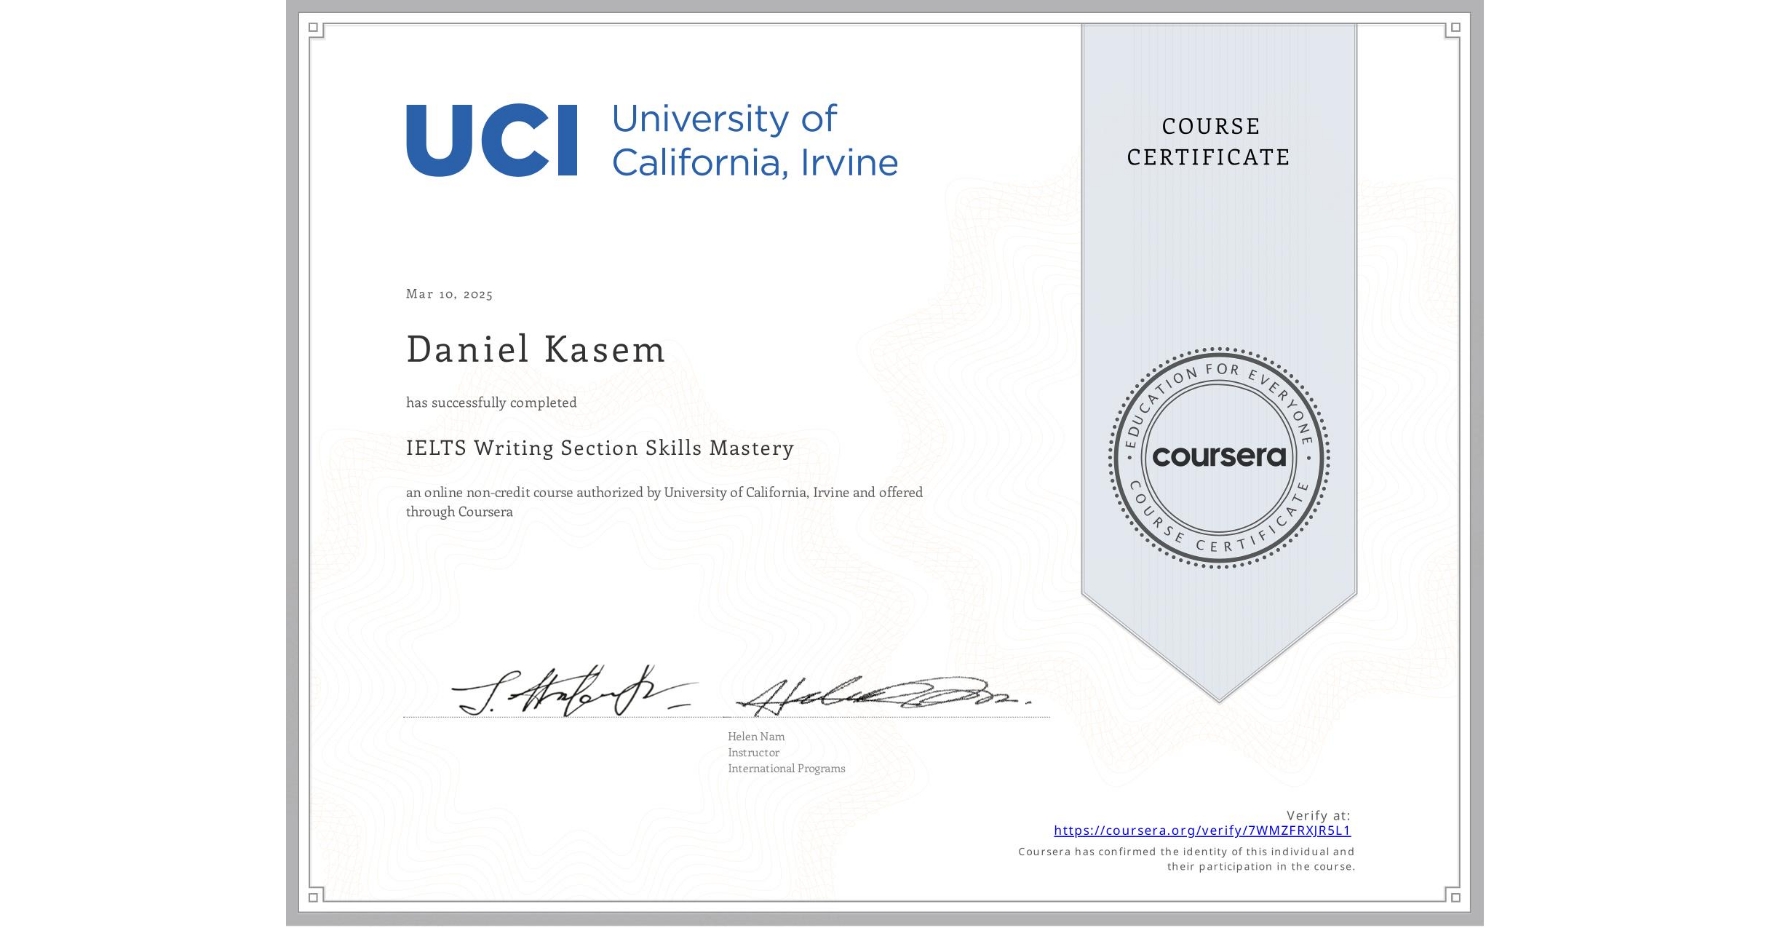 UCI
University of
California, Irvine
COURSE
CERTIFICATE
Mar 10, 2025
Daniel Kasem
has successfully completed
IELTS Writing Section Skills Mastery
an online non-credit course authorized by University of California, Irvine and offered
through Coursera
EDUCATION FOR EVERYONE
coursera
COURSE CERTIFICATE
Helen Nam
Instructor
International Programs
Verify at:
https://coursera.org/verify/7WMZFRXJR5L1
Coursera has confirmed the identity of this individual and
their participation in the course.